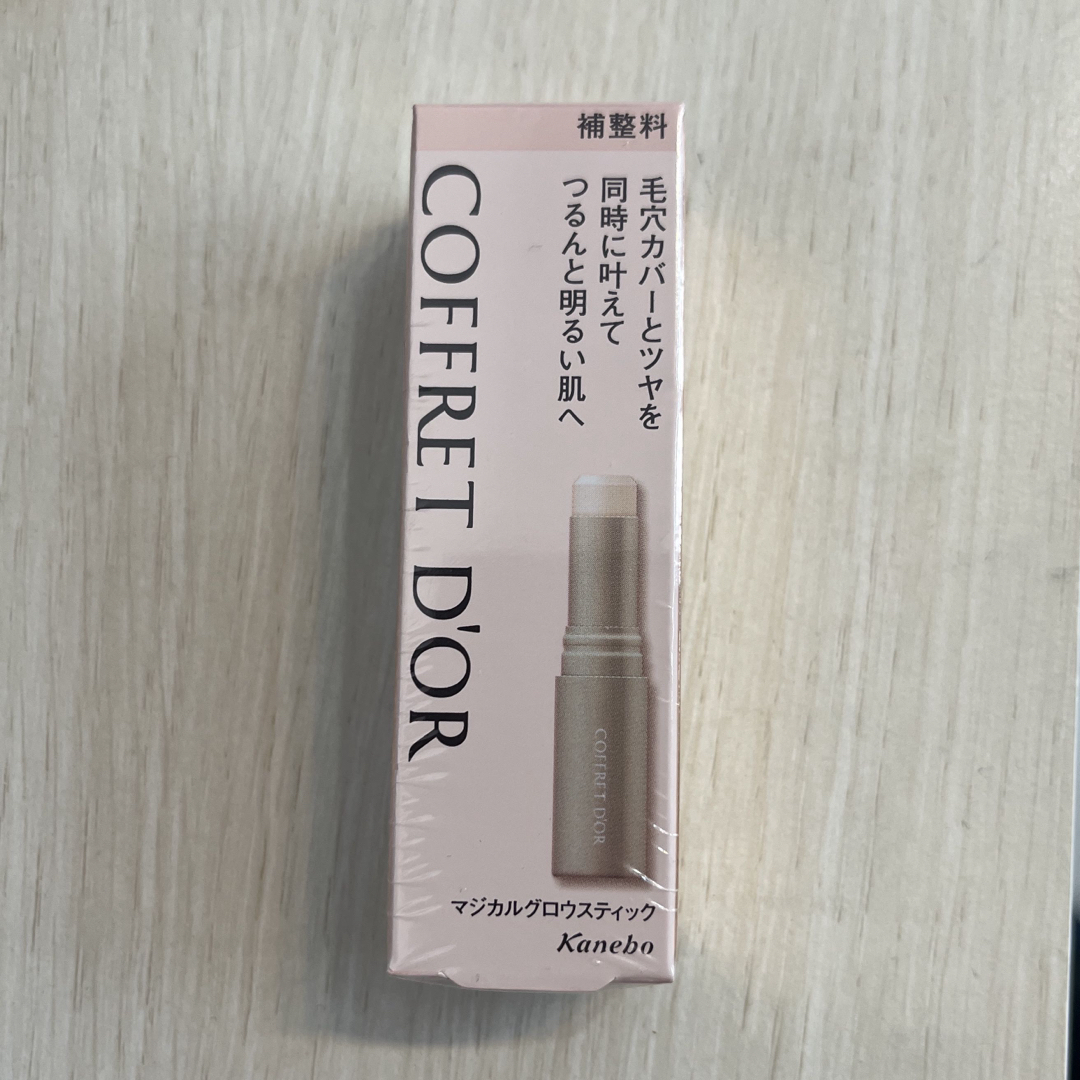 補整料
毛穴カバーとツヤを
同時に叶えて
つるんと明るい肌へ
COFFRET D'OR
COFFRET D'OR
マジカルグロウスティック
Kanebo